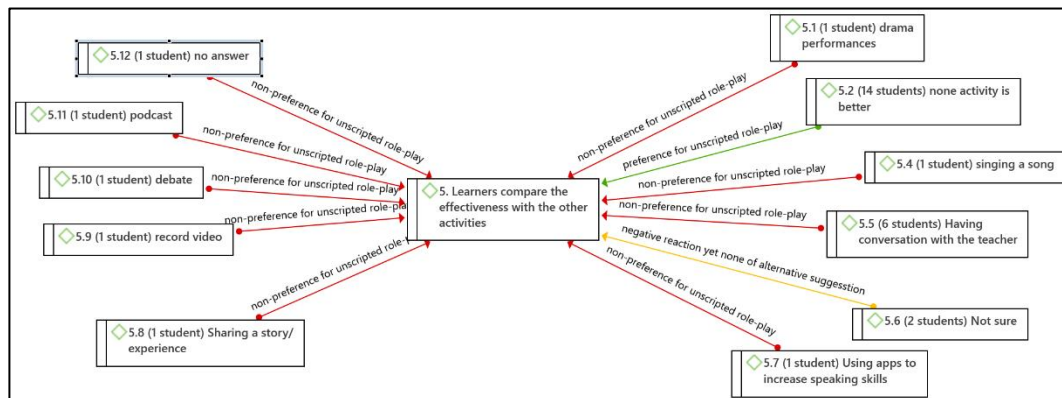 5.12 (1 student) no answer
non-preference for unscripted role-play
5.11 (1 student) podcast
non-preference for unscripted role-play
5.10 (1 student) debate
non-preference for unscripted role-play
5.9 (1 student) record video
non-preference for unscripted role-pla
5.8 (1 student) Sharing a story/
experience
non-preference for unscripted role-p
5. Learners compare the
effectiveness with the other
activities
5.1 (1 student) drama
performances
non-preference for unscripted role-play
5.2 (14 students) none activity is
better
preference for unscripted role-play
5.4 (1 student) singing a song
non-preference for unscripted role-play
5.5 (6 students) Having
conversation with the teacher
non-preference for unscripted role-play
5.6 (2 students) Not sure
negative reaction yet none of alternative suggesstion
5.7 (1 student) Using apps to
increase speaking skills
non-preference for unscripted role-play